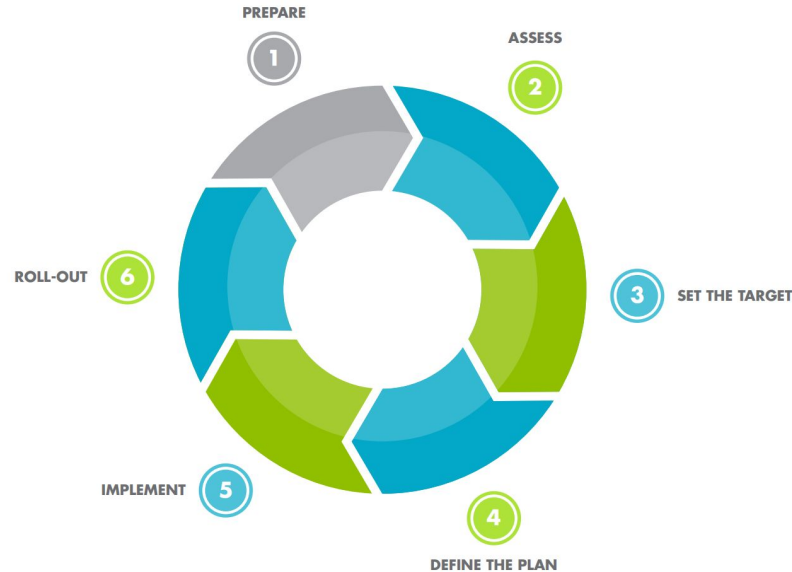 PREPARE
1
ASSESS
2
3
SET THE TARGET
4
DEFINE THE PLAN
IMPLEMENT
5
ROLL-OUT
6